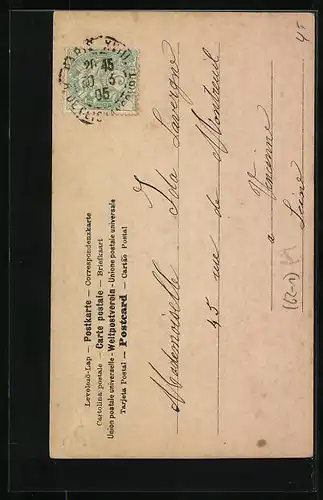 20 45
05
Levelező-Lap — Postkarte — Correspondenzkarte
Cartolina postale — Carte postale — Briefkaart
Union postale universelle — Weltpostverein — Unione postale universale
Tarjeta Postal — Postcard — Cartão Postal
Mademoiselle Ida Lavergne
45 rue de Montreuil
a Vincennes
Seine